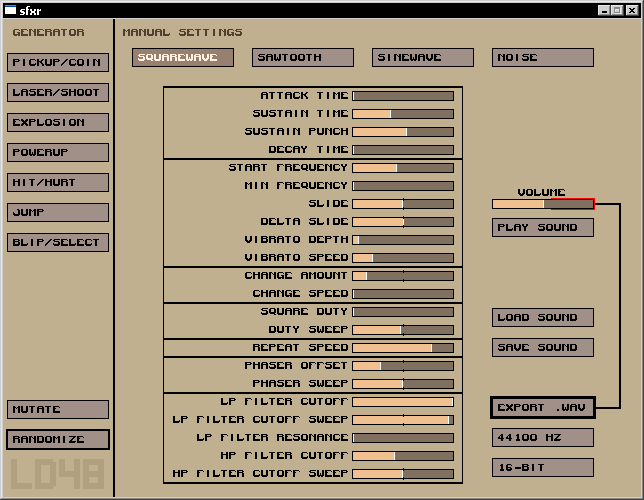 sfxr
GENERATOR
PICKUP/COIN
LASER/SHOOT
EXPLOSION
POWERUP
HIT/HURT
JUMP
BLIP/SELECT
MUTATE
RANDOMIZE
LD48
MANUAL SETTINGS
SQUAREWAVE
SAWTOOTH
SINEWAVE
NOISE
ATTACK TIME
SUSTAIN TIME
SUSTAIN PUNCH
DECAY TIME
START FREQUENCY
MIN FREQUENCY
SLIDE
DELTA SLIDE
VIBRATO DEPTH
VIBRATO SPEED
CHANGE AMOUNT
CHANGE SPEED
SQUARE DUTY
DUTY SWEEP
REPEAT SPEED
PHASER OFFSET
PHASER SWEEP
LP FILTER CUTOFF
LP FILTER CUTOFF SWEEP
LP FILTER RESONANCE
HP FILTER CUTOFF
HP FILTER CUTOFF SWEEP
VOLUME
PLAY SOUND
LOAD SOUND
SAVE SOUND
EXPORT .WAV
44100 HZ
16-BIT